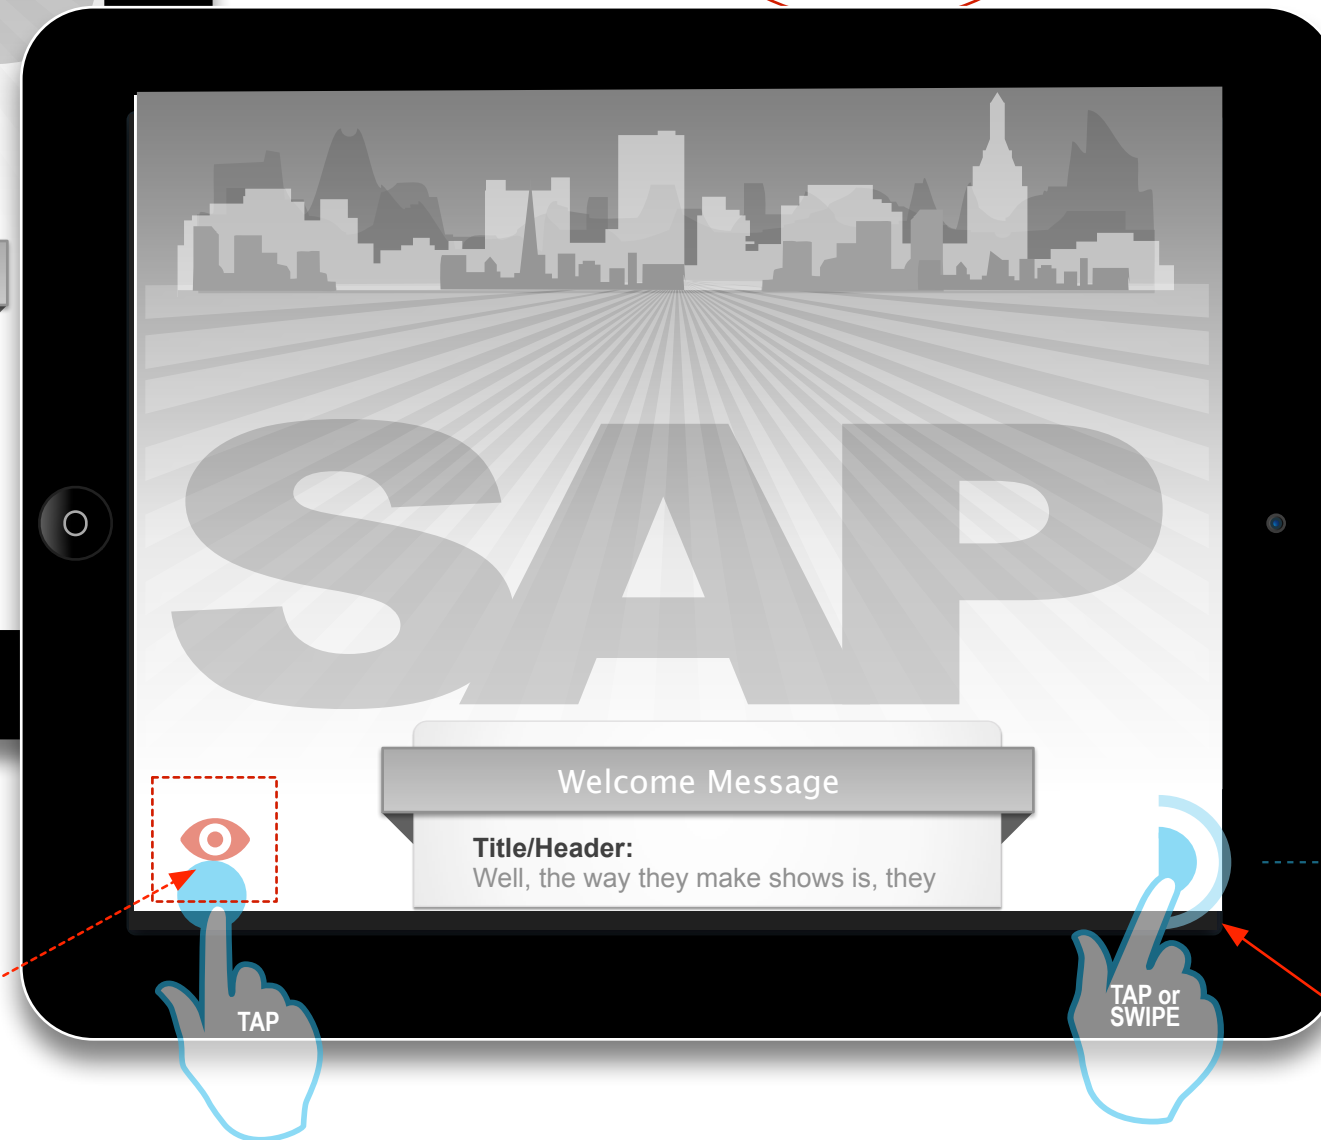 SAP
Welcome Message
Title/Header:
Well, the way they make shows is, they
TAP
TAP or
SWIPE